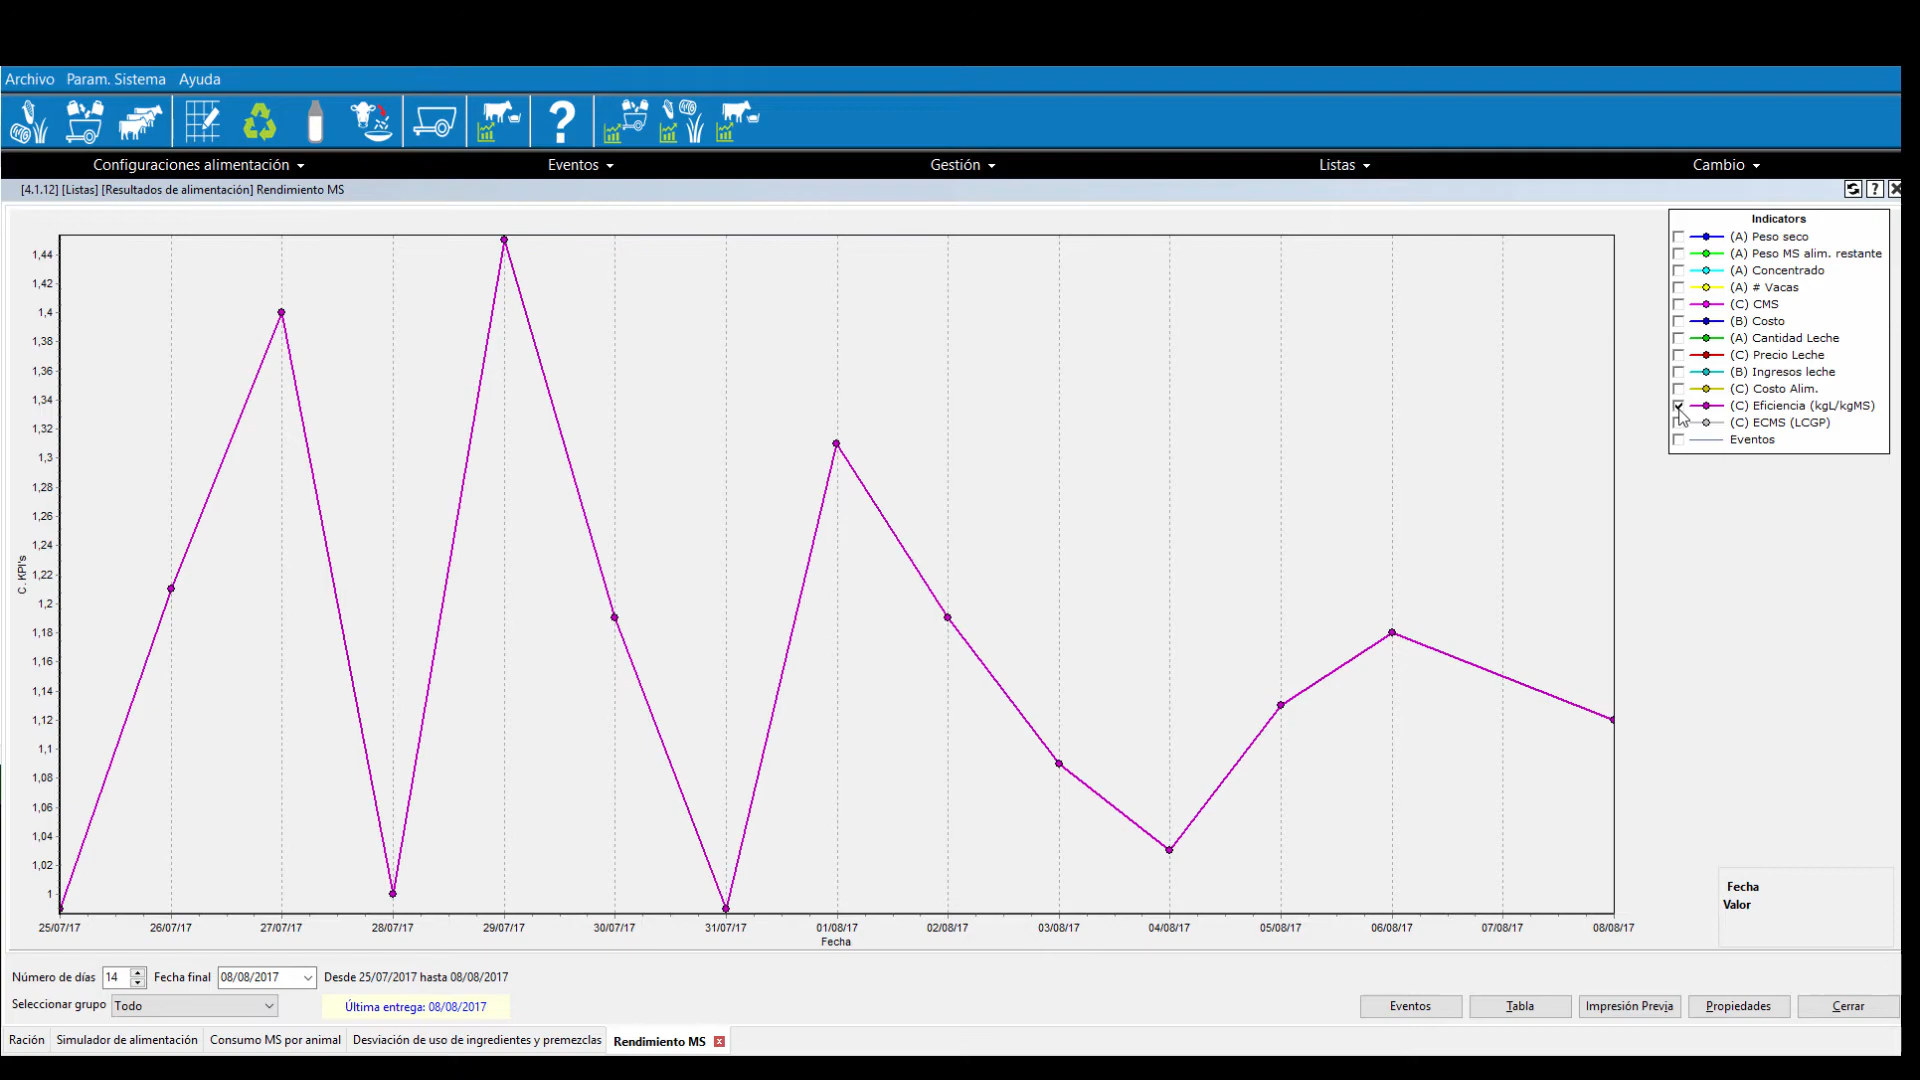 Archivo Param. Sistema Ayuda
Configuraciones alimentación Eventos Gestión Listas Cambio
[4.1.12] [Listas] [Resultados de alimentación] Rendimiento MS
Indicators
(A) Peso seco
(A) Peso MS alim. restante
(A) Concentrado
(A) # Vacas
(C) CMS
(B) Costo
(A) Cantidad Leche
(C) Precio Leche
(B) Ingresos leche
(C) Costo Alim.
(C) Eficiencia (kgL/kgMS)
(C) ECMS (LCGP)
Eventos
1,44
1,42
1,4
1,38
1,36
1,34
1,32
1,3
1,28
1,26
1,24
1,22
1,2
1,18
1,16
1,14
1,12
1,1
1,08
1,06
1,04
1,02
1
C. KPI's
25/07/17 26/07/17 27/07/17 28/07/17 29/07/17 30/07/17 31/07/17 01/08/17 02/08/17 03/08/17 04/08/17 05/08/17 06/08/17 07/08/17 08/08/17
Fecha
Fecha
Valor
Número de días 14 Fecha final 08/08/2017 Desde 25/07/2017 hasta 08/08/2017
Seleccionar grupo Todo Última entrega: 08/08/2017 Eventos Tabla Impresión Previa Propiedades Cerrar
Ración Simulador de alimentación Consumo MS por animal Desviación de uso de ingredientes y premezclas Rendimiento MS